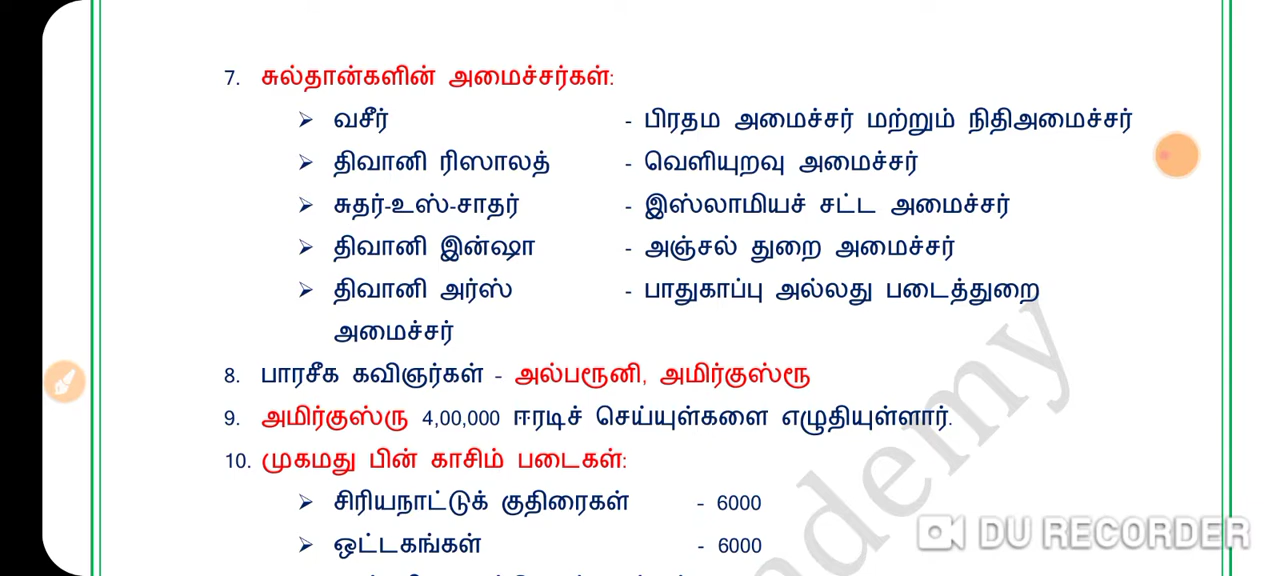 7. சுல்தான்களின் அமைச்சர்கள்:
➢ வசீர் - பிரதம அமைச்சர் மற்றும் நிதிஅமைச்சர்
➢ திவானி ரிஸாலத் - வெளியுறவு அமைச்சர்
➢ சுதர்-உஸ்-சாதர் - இஸ்லாமியச் சட்ட அமைச்சர்
➢ திவானி இன்ஷா - அஞ்சல் துறை அமைச்சர்
➢ திவானி அர்ஸ் - பாதுகாப்பு அல்லது படைத்துறை
அமைச்சர்
8. பாரசீக கவிஞர்கள் - அல்பரூனி, அமிர்குஸ்ரூ
9. அமிர்குஸ்ரு 4,00,000 ஈரடிச் செய்யுள்களை எழுதியுள்ளார்.
10. முகமது பின் காசிம் படைகள்:
➢ சிரியநாட்டுக் குதிரைகள் - 6000
➢ ஒட்டகங்கள் - 6000
DU RECORDER